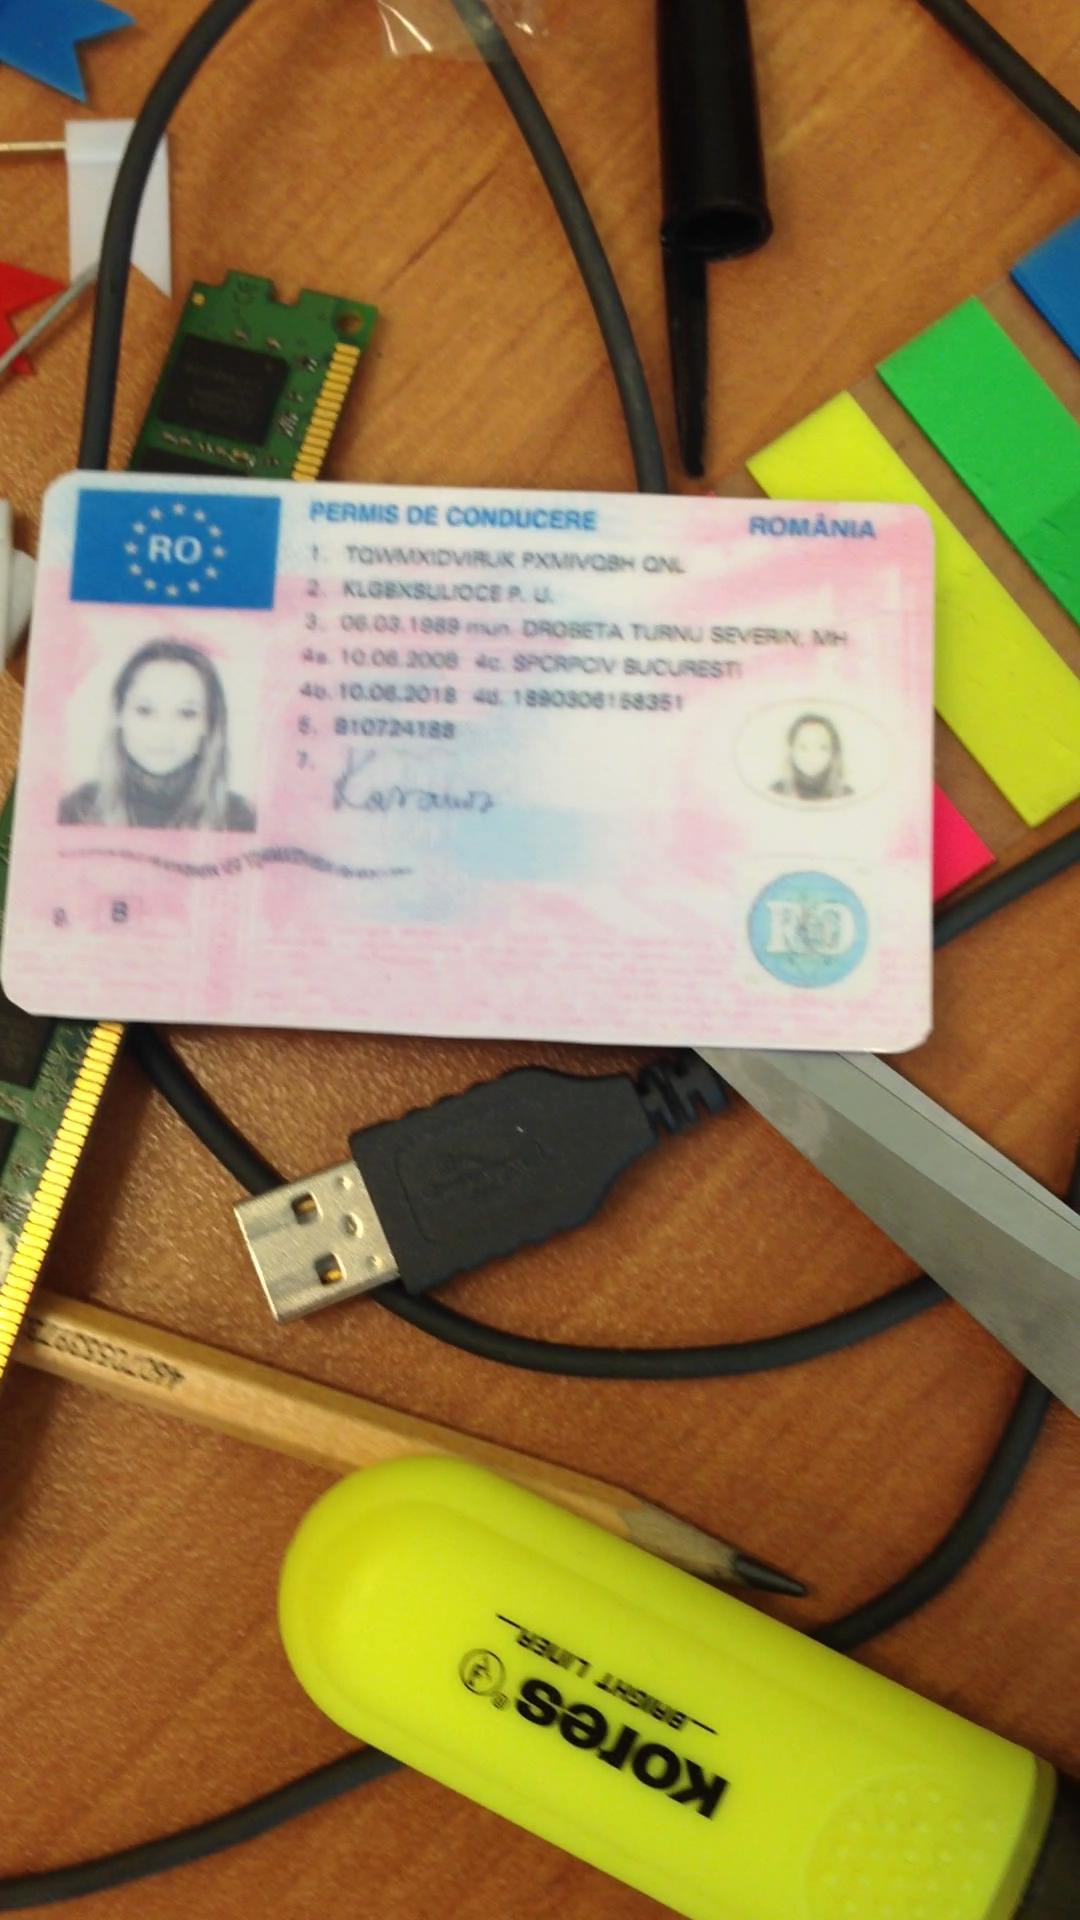 RO
PERMIS DE CONDUCERE
ROMÂNIA
1. TQWMXIDVIRUK PXMIVQBH QNL
2. KLGBXSULIOCE P. U.
3. 06.03.1989 mun. DROBETA TURNU SEVERIN, MH
4a. 10.06.2008 4c. SPCRPCIV BUCURESTI
4b. 10.06.2018 4d. 1890306158351
5. 810724188
7.
9. B
RO
Kores
BRIGHT LINER